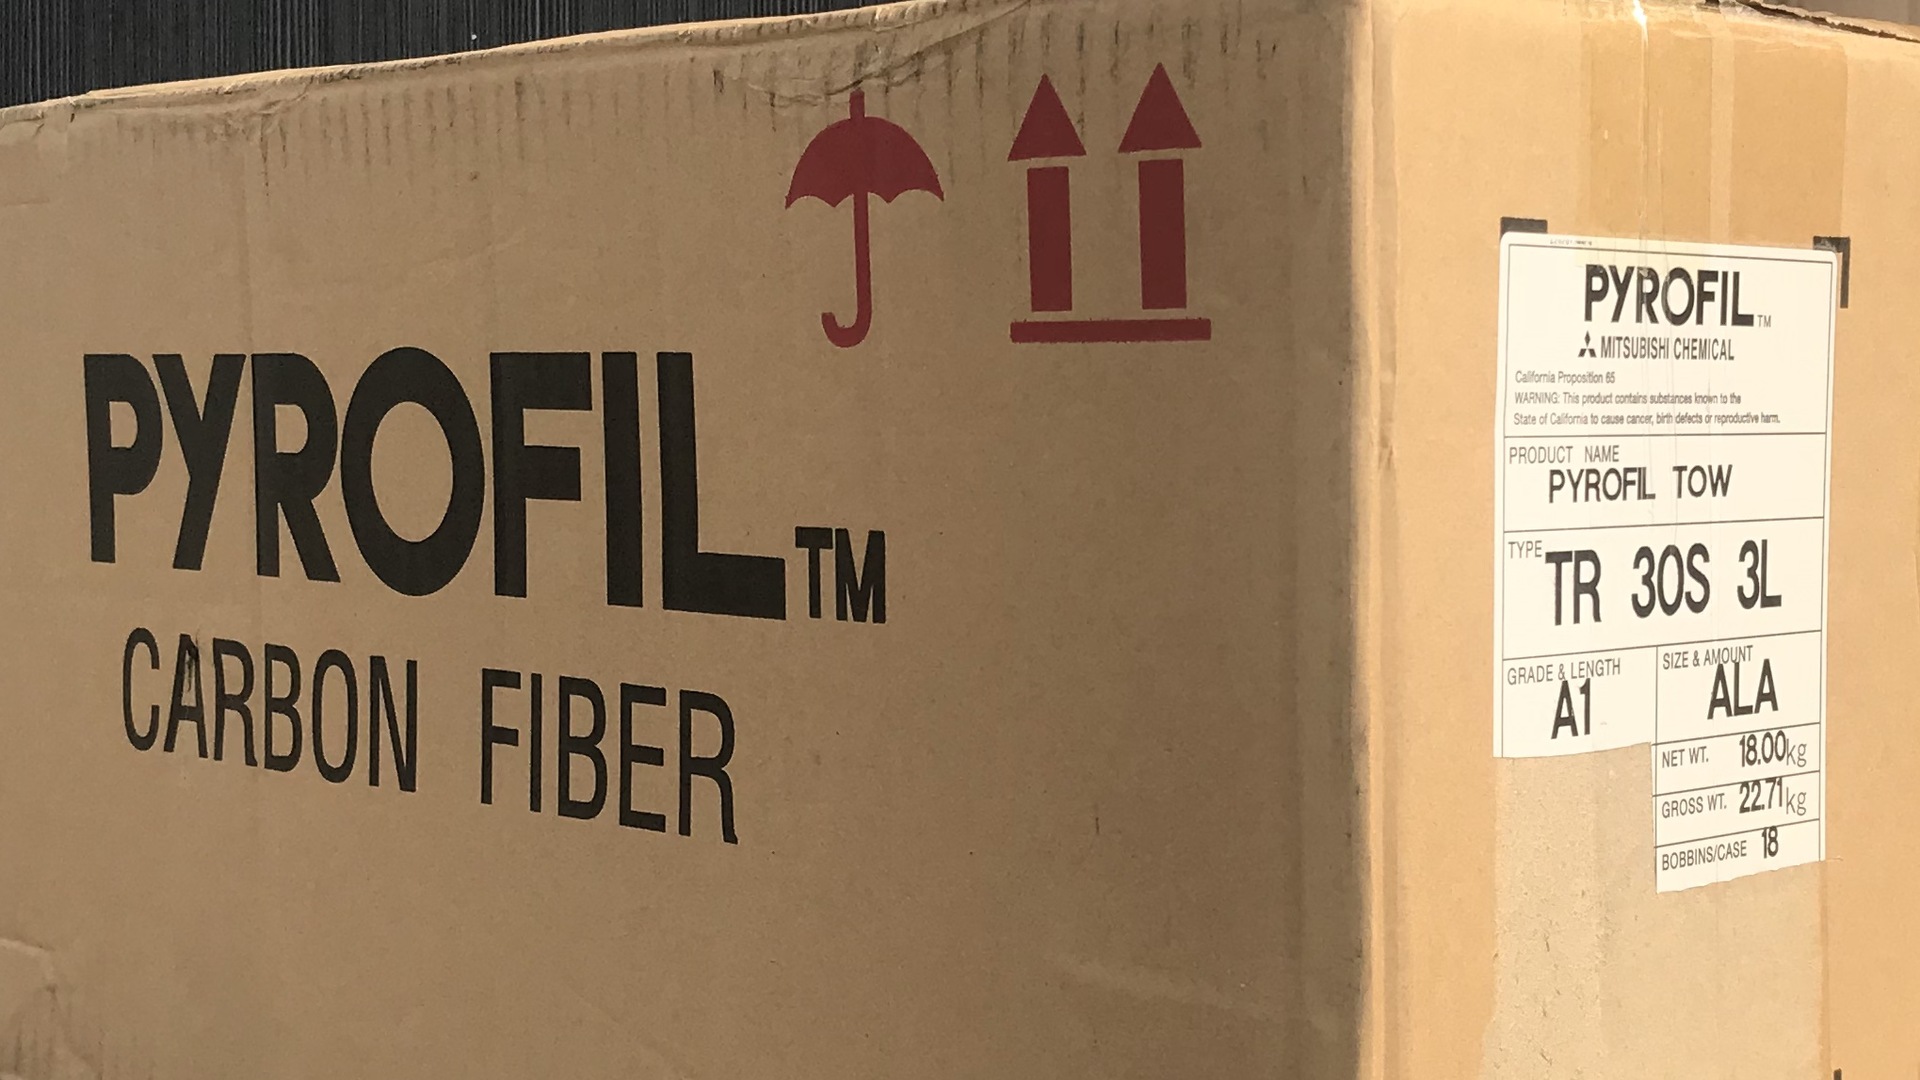 PYROFIL™
CARBON FIBER
PYROFIL™
MITSUBISHI CHEMICAL
California Proposition 65
WARNING: This product contains substances known to the
State of California to cause cancer, birth defects or reproductive harm.
PRODUCT NAME
PYROFIL TOW
TYPE TR 30S 3L
GRADE & LENGTH
A1
SIZE & AMOUNT
ALA
NET WT. 18.00kg
GROSS WT. 22.71kg
BOBBINS/CASE 18